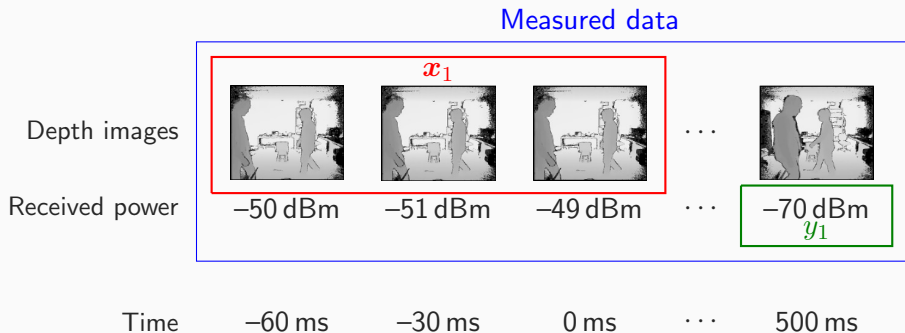 Measured data
x₁
Depth images ···
Received power –50 dBm –51 dBm –49 dBm ··· –70 dBm
y₁
Time –60 ms –30 ms 0 ms ··· 500 ms